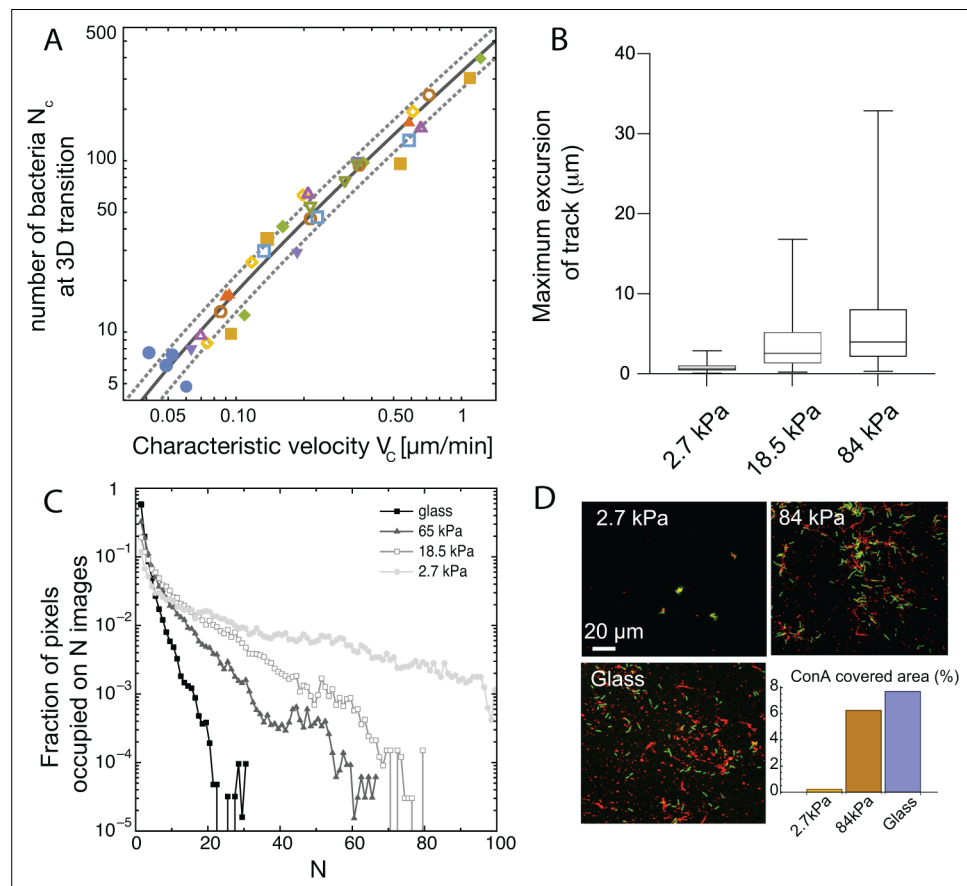 A
number of bacteria Nc
at 3D transition
500
100
50
10
5
0.05
0.10
0.50
1
Characteristic velocity Vc [μm/min]
B
Maximum excursion
of track (μm)
40
30
20
10
0
2.7 kPa
18.5 kPa
84 kPa
C
Fraction of pixels
occupied on N images
1
10-1
10-2
10-3
10-4
10-5
0
20
40
60
80
100
N
glass
65 kPa
18.5 kPa
2.7 kPa
D
2.7 kPa
84 kPa
20 μm
Glass
ConA covered area (%)
8
6
4
2
0
2.7kPa
84kPa
Glass